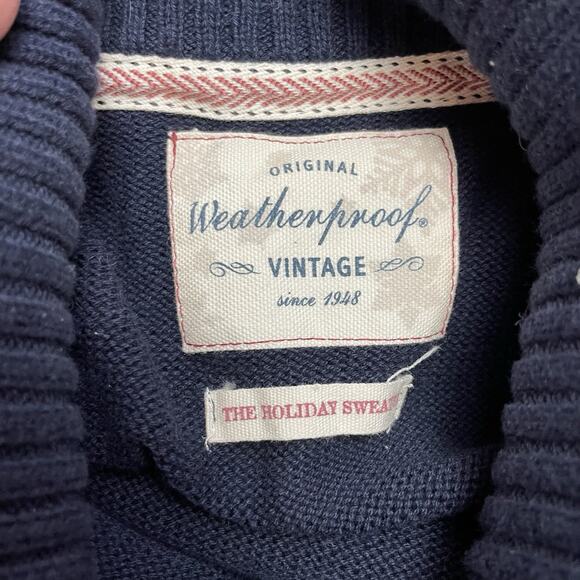 ORIGINAL
Weatherproof®
VINTAGE
since 1948
THE HOLIDAY